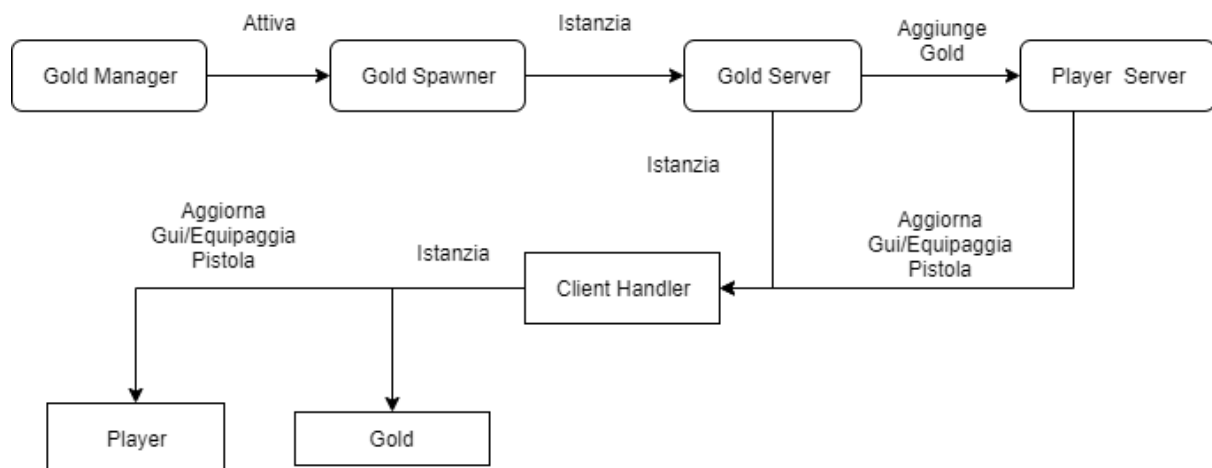 Attiva
Istanzia
Aggiunge
Gold
Gold Manager
Gold Spawner
Gold Server
Player Server
Istanzia
Aggiorna
Gui/Equipaggia
Pistola
Istanzia
Aggiorna
Gui/Equipaggia
Pistola
Client Handler
Player
Gold